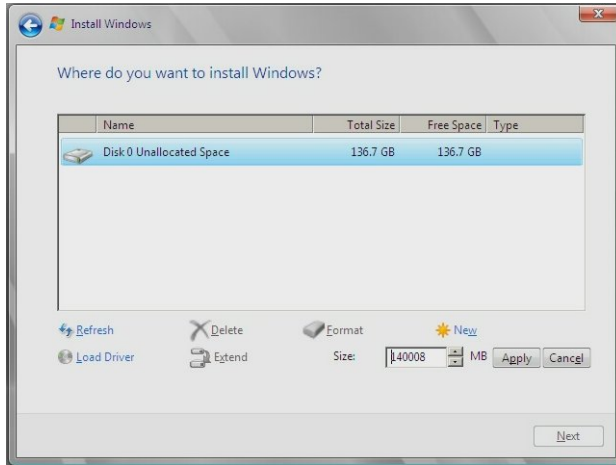 Install Windows
Where do you want to install Windows?
Name Total Size Free Space Type
Disk 0 Unallocated Space 136.7 GB 136.7 GB
Refresh Delete Format New
Load Driver Extend Size: 140008 MB Apply Cancel
Next